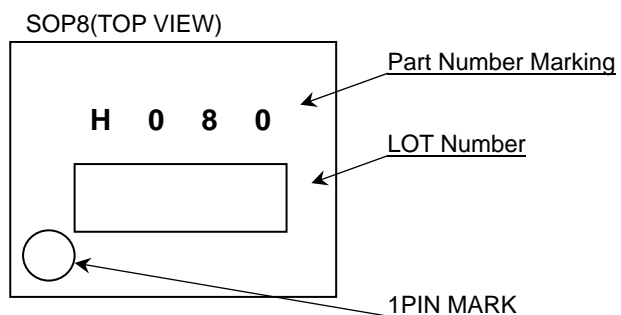 SOP8(TOP VIEW)
Part Number Marking
H 0 8 0
LOT Number
1PIN MARK